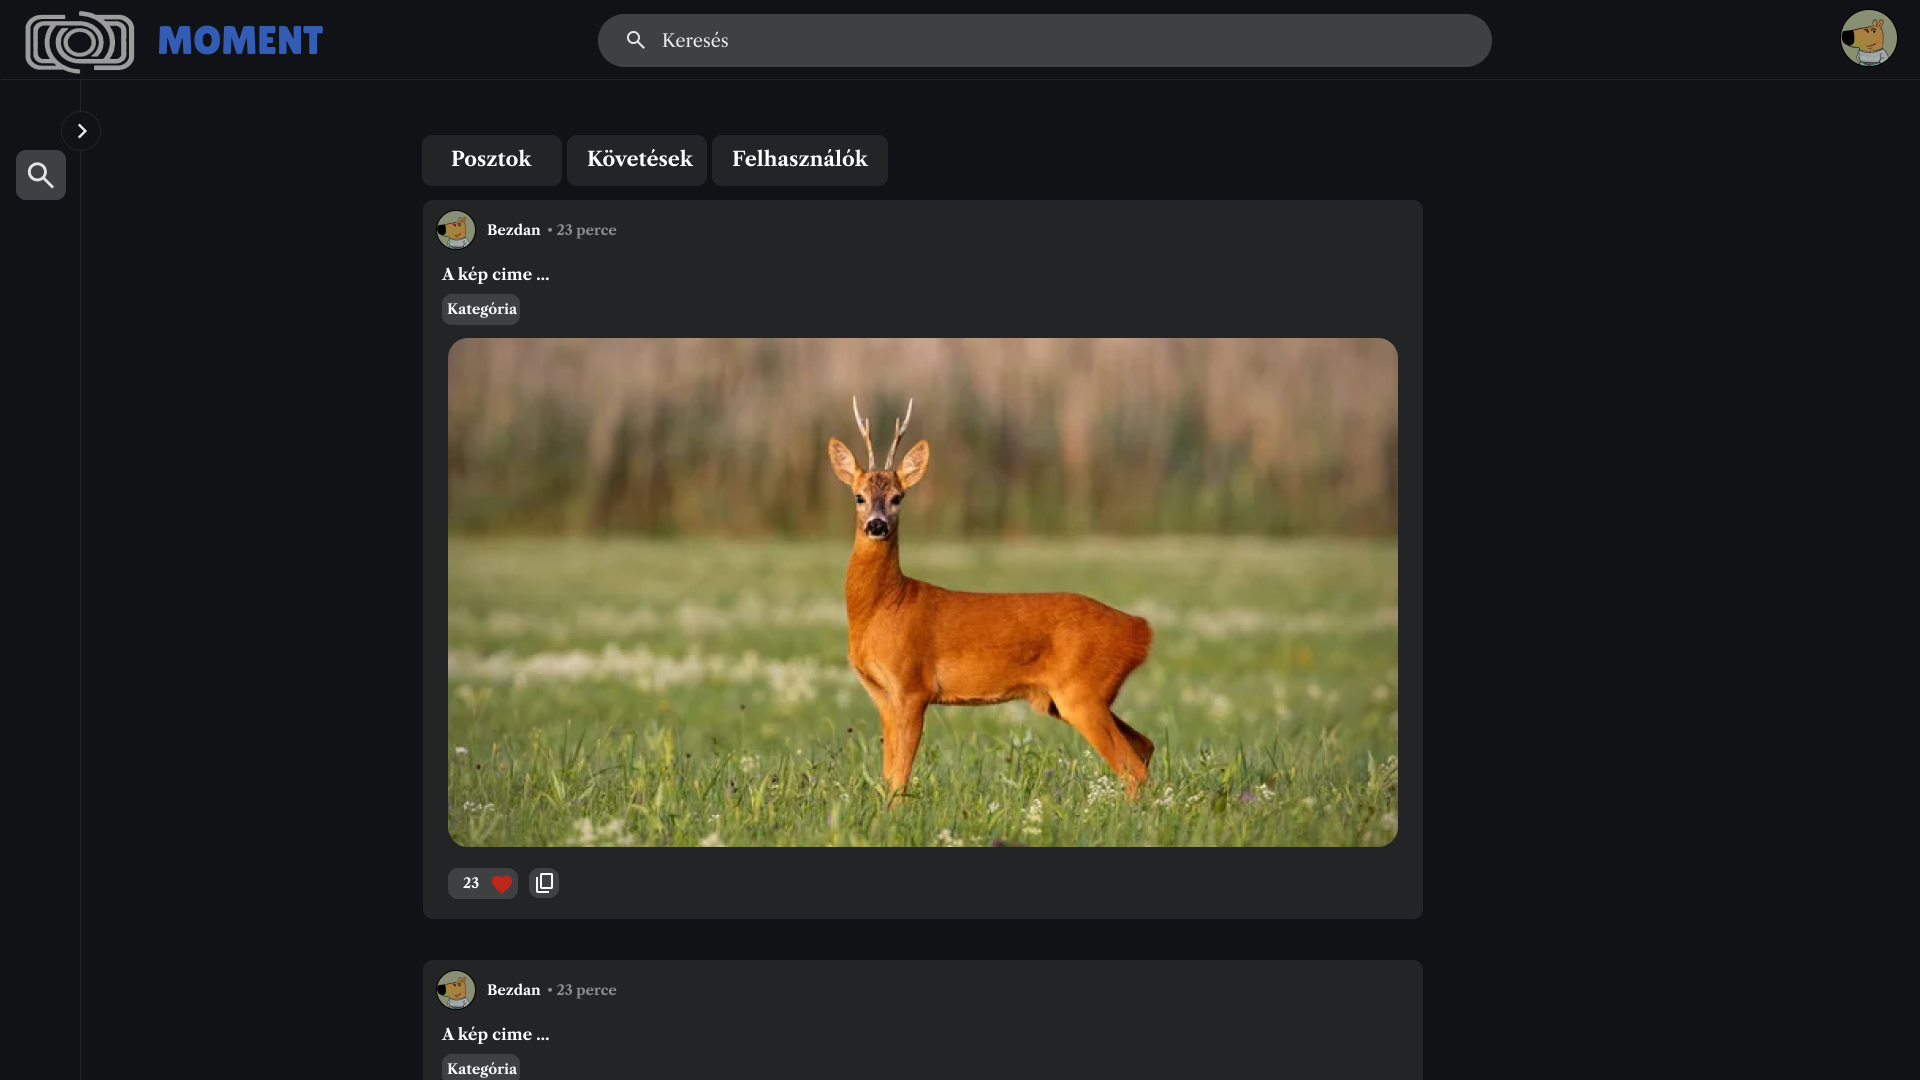 MOMENT
Keresés
Posztok
Követések
Felhasználók
Bezdan • 23 perce
A kép cime ...
Kategória
23
Bezdan • 23 perce
A kép cime ...
Kategória